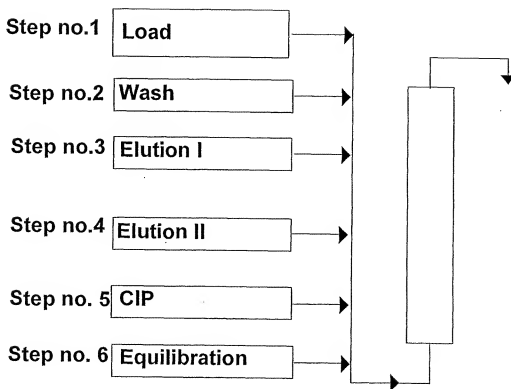 Step no.1 Load
Step no.2 Wash
Step no.3 Elution I
Step no.4 Elution II
Step no. 5 CIP
Step no. 6 Equilibration